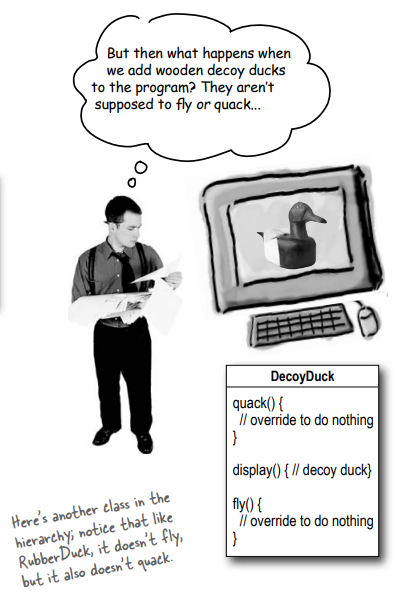 But then what happens when
we add wooden decoy ducks
to the program? They aren't
supposed to fly or quack...
DecoyDuck
quack() {
// override to do nothing
}
display() { // decoy duck}
fly() {
// override to do nothing
}
Here's another class in the
hierarchy; notice that like
RubberDuck, it doesn't fly,
but it also doesn't quack.